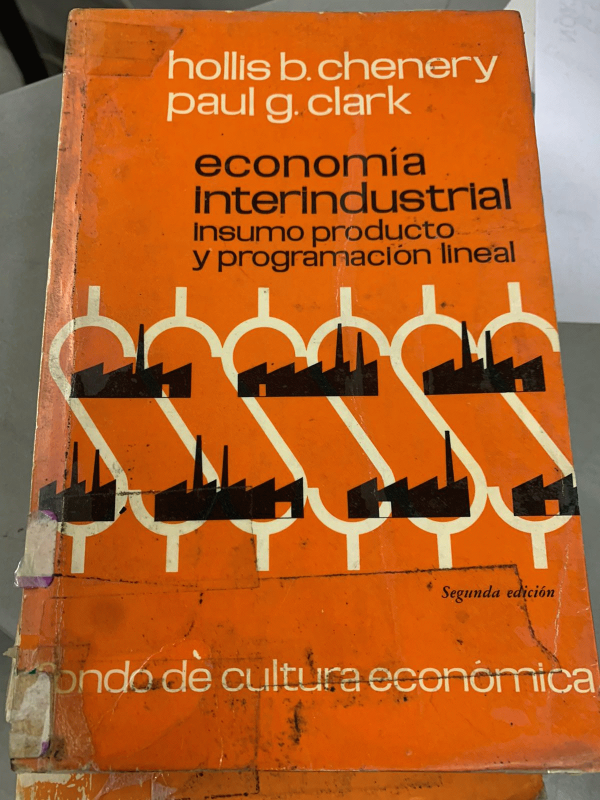 hollis b. chenery
paul g. clark
economía
interindustrial
insumo producto
y programación lineal
Segunda edición
fondo de cultura económica